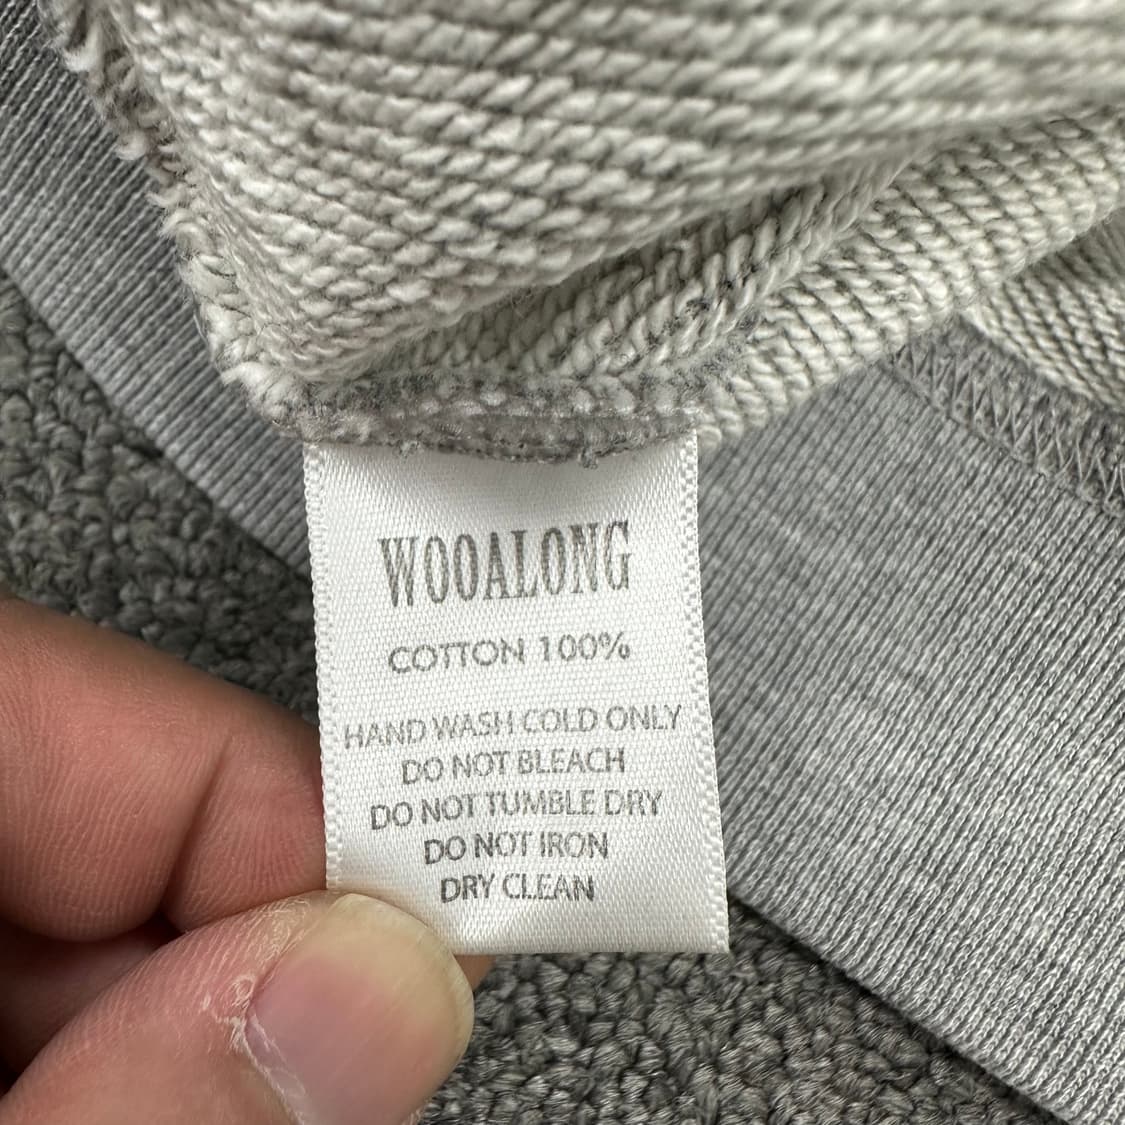 WOOALONG
COTTON 100%
HAND WASH COLD ONLY
DO NOT BLEACH
DO NOT TUMBLE DRY
DO NOT IRON
DRY CLEAN